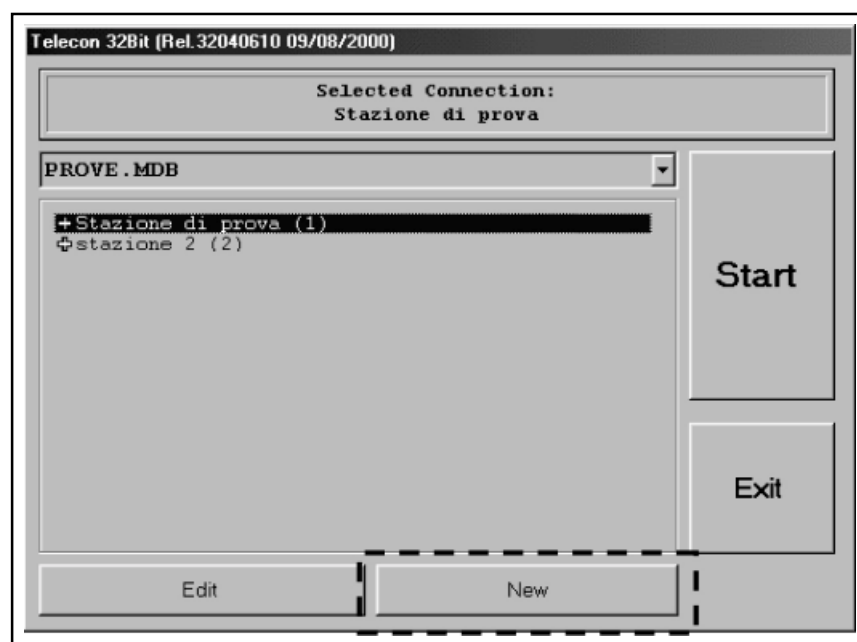 Telecon 32Bit (Rel.32040610 09/08/2000)
Selected Connection:
Stazione di prova
PROVE.MDB
+Stazione di prova (1)
stazione 2 (2)
Start
Exit
Edit
New